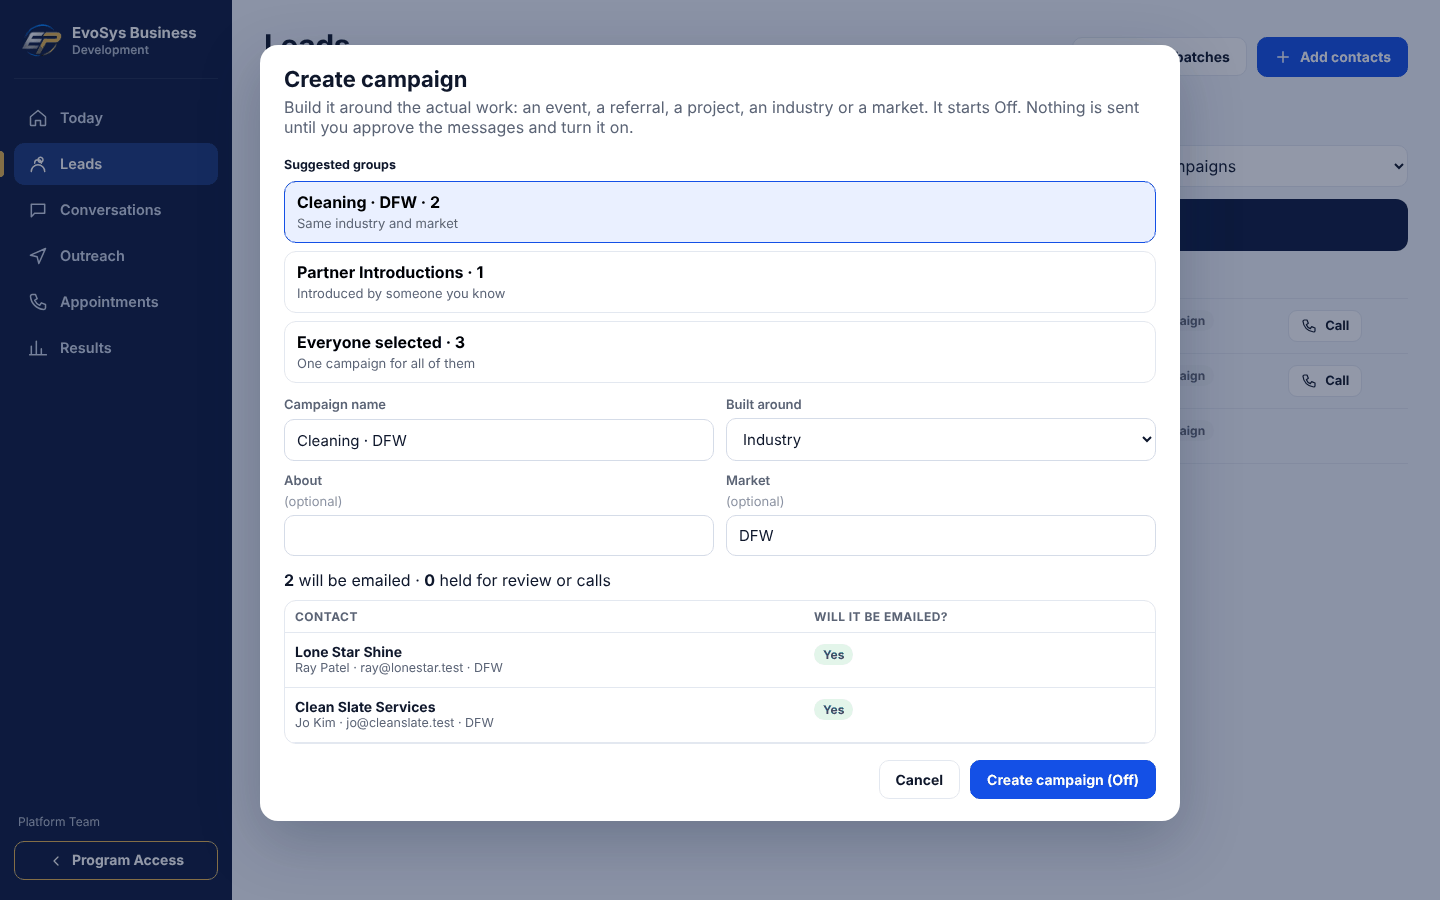 EP
EvoSys Business
Development
Today
Leads
Conversations
Outreach
Appointments
Results
Platform Team
Program Access
Leads
Add contacts
Create campaign
Build it around the actual work: an event, a referral, a project, an industry or a market. It starts Off. Nothing is sent
until you approve the messages and turn it on.
Suggested groups
Cleaning · DFW · 2
Same industry and market
Partner Introductions · 1
Introduced by someone you know
Everyone selected · 3
One campaign for all of them
Campaign name
Built around
Cleaning · DFW
Industry
About
Market
(optional)
(optional)
DFW
2 will be emailed · 0 held for review or calls
CONTACT
WILL IT BE EMAILED?
Lone Star Shine
Ray Patel · ray@lonestar.test · DFW
Yes
Clean Slate Services
Jo Kim · jo@cleanslate.test · DFW
Yes
Cancel
Create campaign (Off)
Call
Call